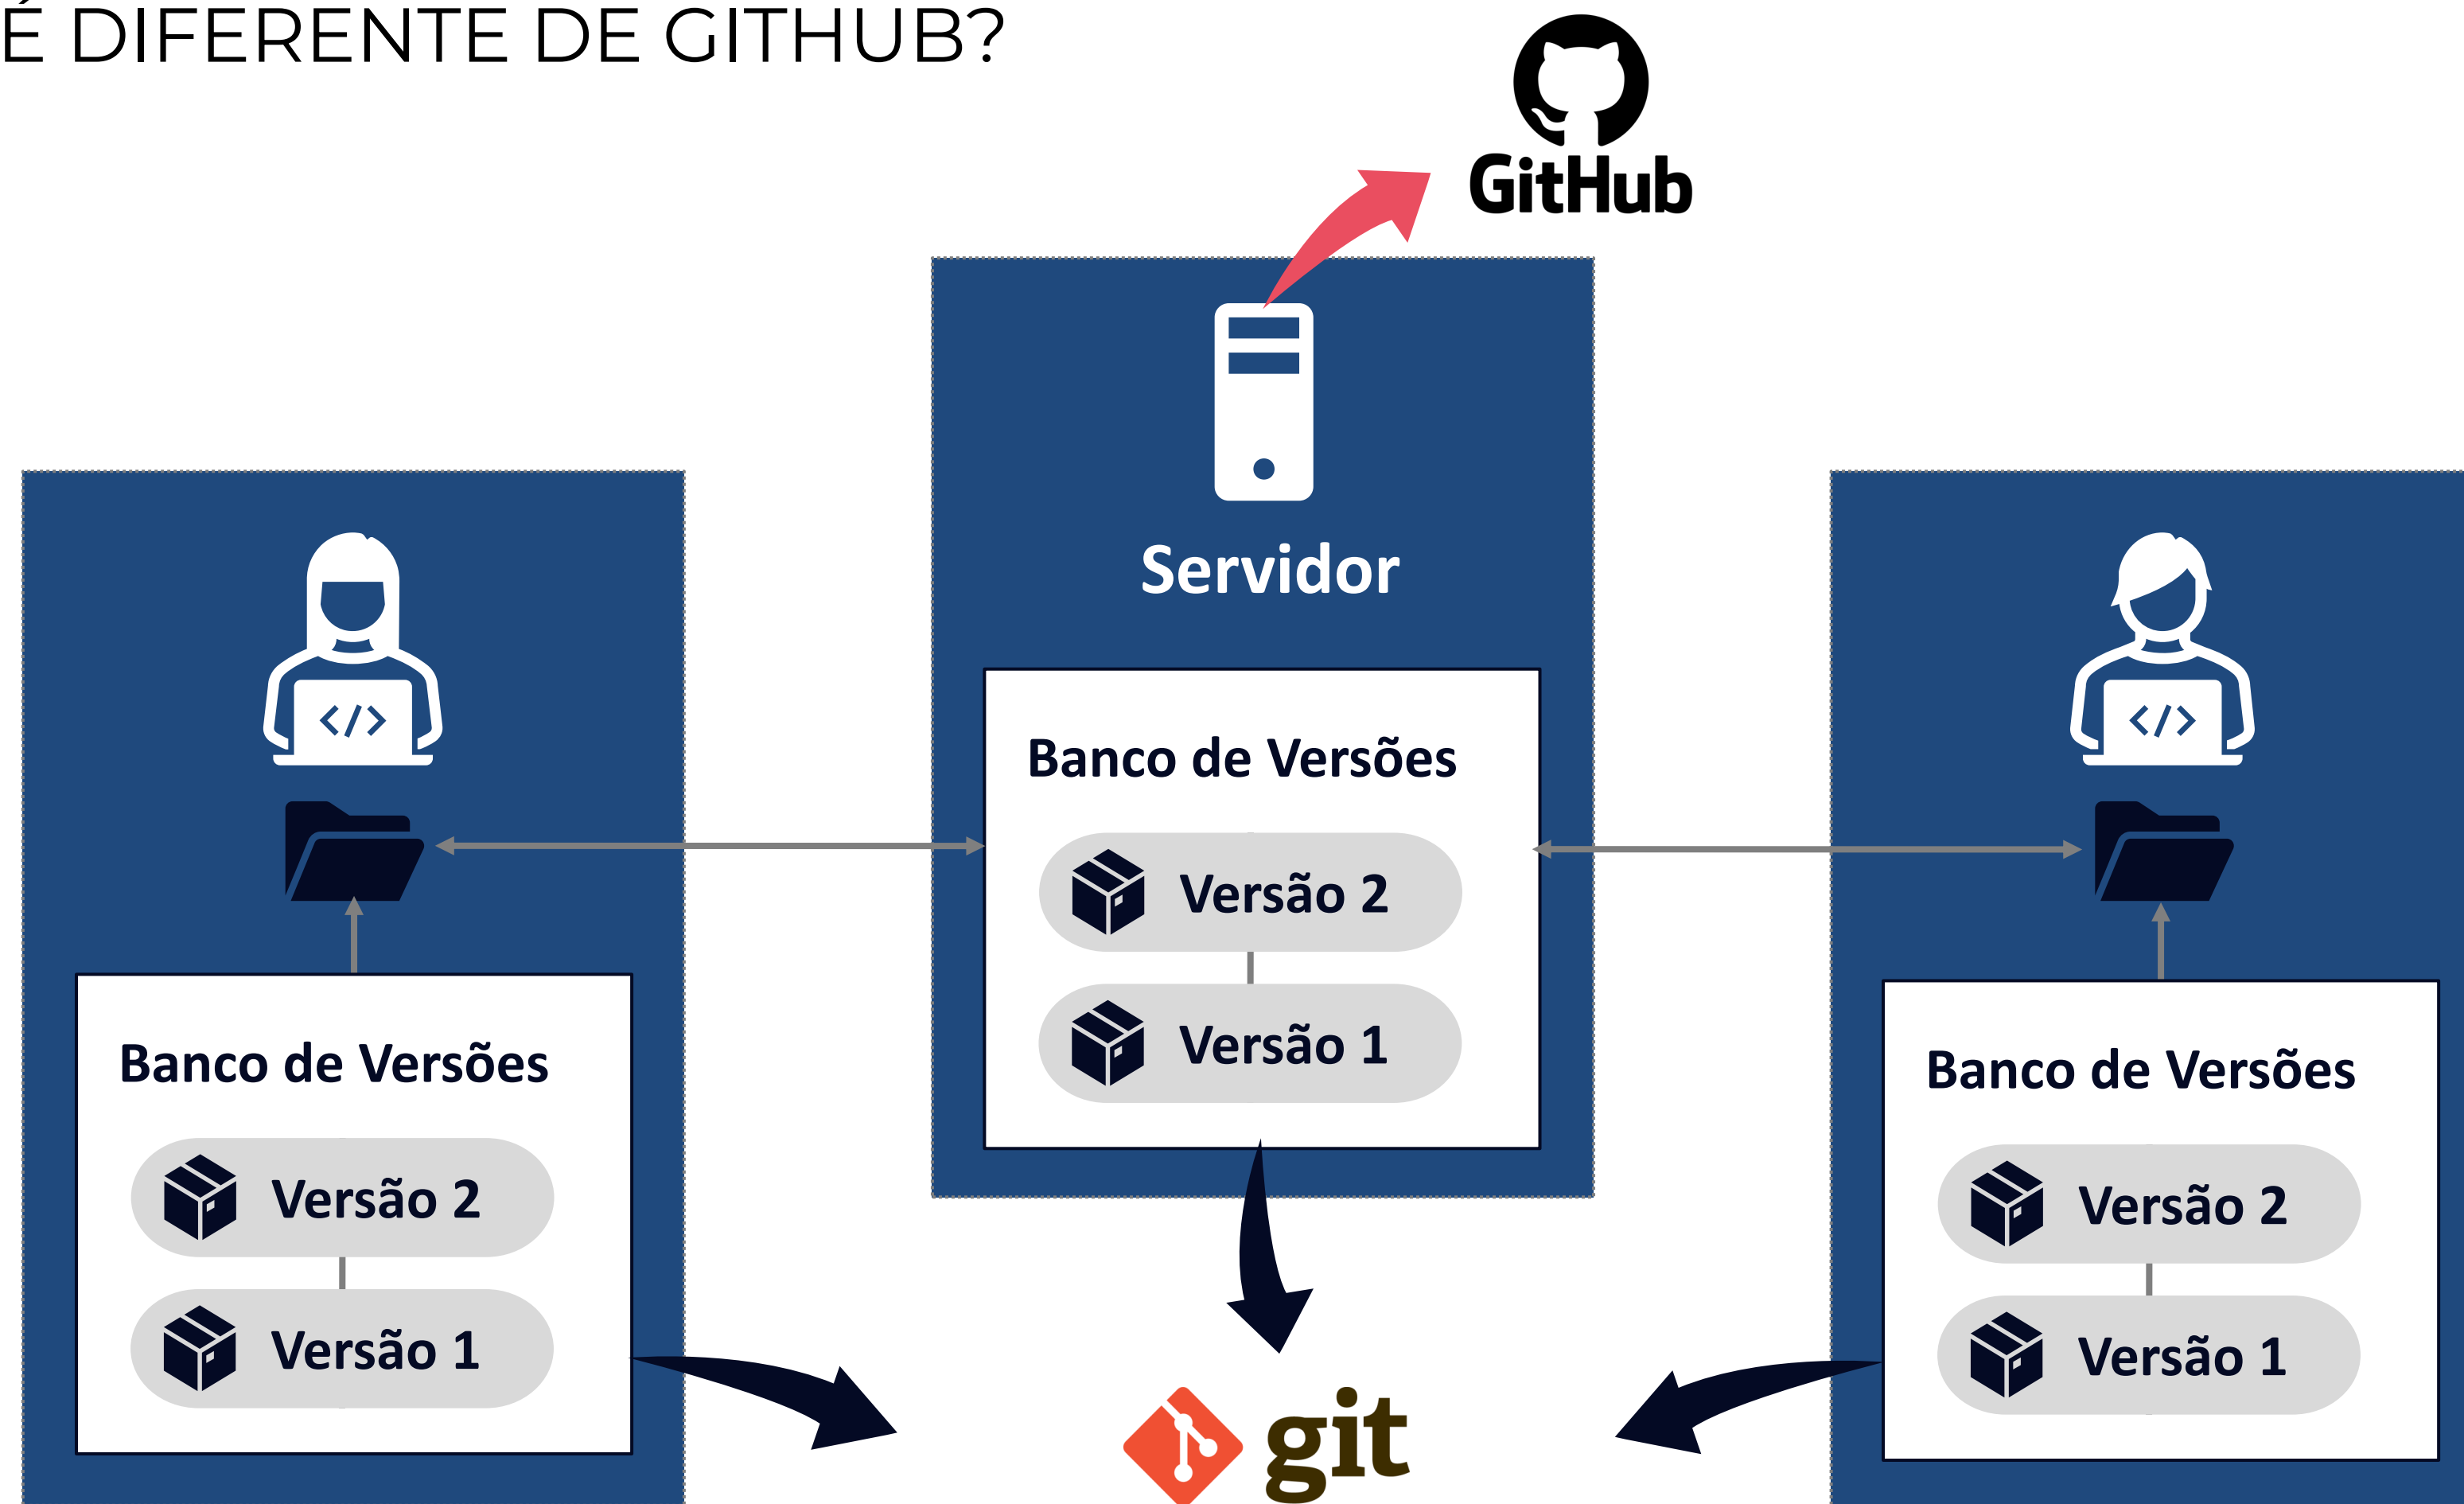 É DIFERENTE DE GITHUB?
GitHub
Servidor
Banco de Versões
Versão 2
Versão 1
Banco de Versões
Versão 2
Versão 1
Banco de Versões
Versão 2
Versão 1
</>
</>
git